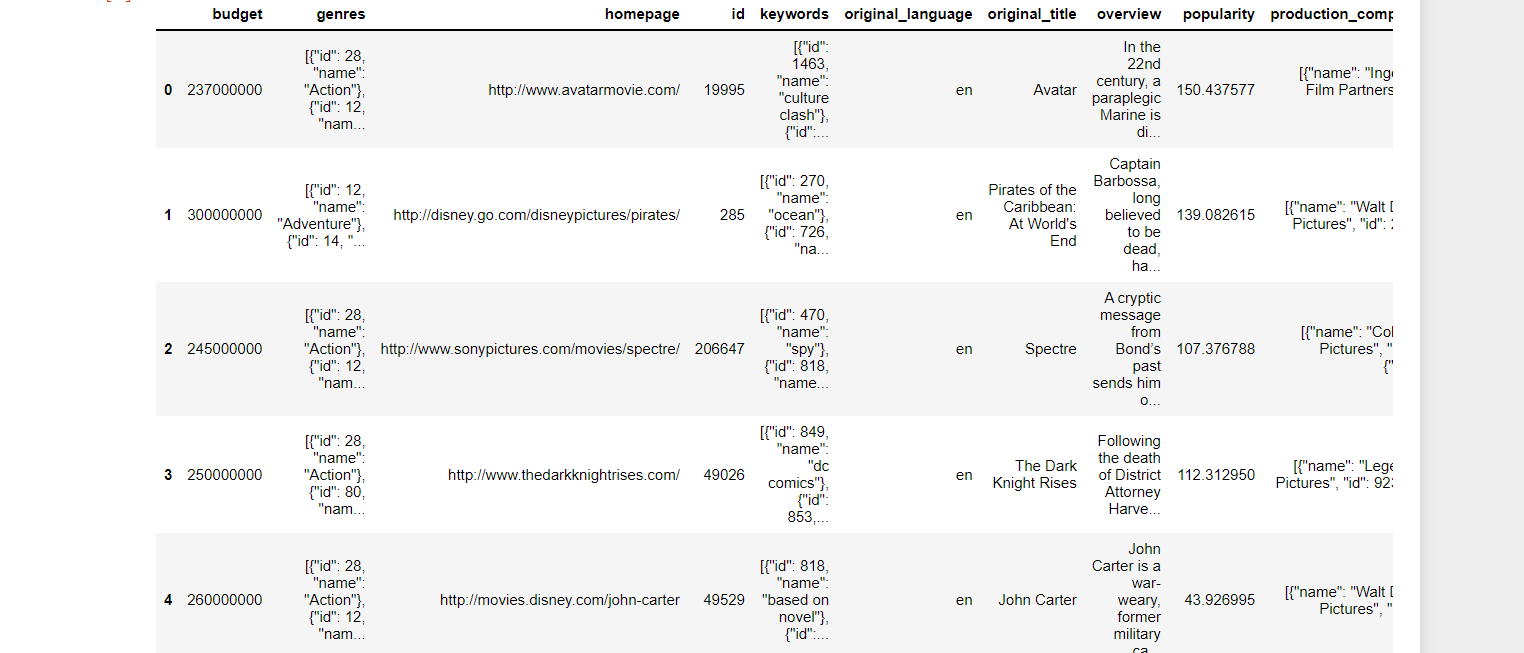 budget genres homepage id keywords original_language original_title overview popularity production_comp
0 237000000 [{"id": 28, "name": "Action"}, {"id": 12, "nam... http://www.avatarmovie.com/ 19995 [{"id": 1463, "name": "culture clash"}, {"id":... en Avatar In the 22nd century, a paraplegic Marine is di... 150.437577 [{"name": "Inge Film Partners
1 300000000 [{"id": 12, "name": "Adventure"}, {"id": 14, "... http://disney.go.com/disneypictures/pirates/ 285 [{"id": 270, "name": "ocean"}, {"id": 726, "na... en Pirates of the Caribbean: At World's End Captain Barbossa, long believed to be dead, ha... 139.082615 [{"name": "Walt D Pictures", "id": 2
2 245000000 [{"id": 28, "name": "Action"}, {"id": 12, "nam... http://www.sonypictures.com/movies/spectre/ 206647 [{"id": 470, "name": "spy"}, {"id": 818, "name... en Spectre A cryptic message from Bond’s past sends him o... 107.376788 [{"name": "Col Pictures", " {"
3 250000000 [{"id": 28, "name": "Action"}, {"id": 80, "nam... http://www.thedarkknightrises.com/ 49026 [{"id": 849, "name": "dc comics"}, {"id": 853,... en The Dark Knight Rises Following the death of District Attorney Harve... 112.312950 [{"name": "Lege Pictures", "id": 923
4 260000000 [{"id": 28, "name": "Action"}, {"id": 12, "nam... http://movies.disney.com/john-carter 49529 [{"id": 818, "name": "based on novel"}, {"id":... en John Carter John Carter is a war-weary, former military ca... 43.926995 [{"name": "Walt D Pictures", "